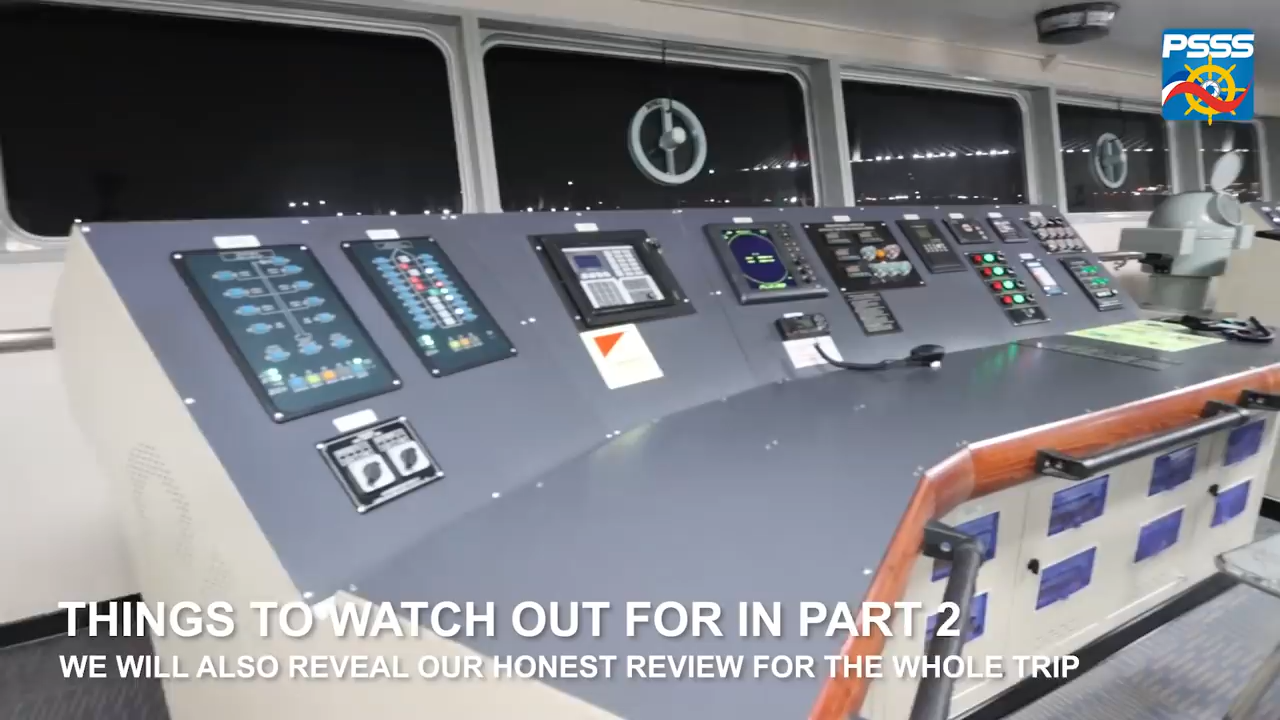 PSSS
THINGS TO WATCH OUT FOR IN PART 2
WE WILL ALSO REVEAL OUR HONEST REVIEW FOR THE WHOLE TRIP